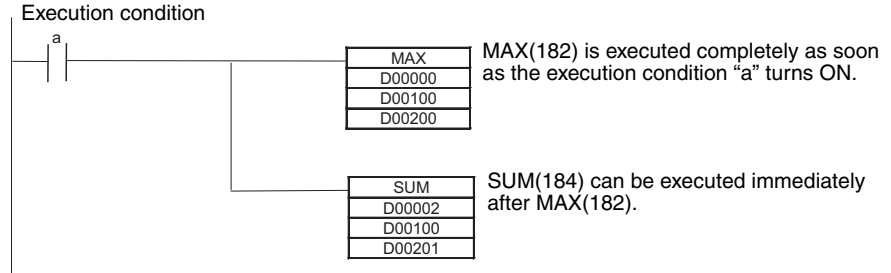 Execution condition
a
MAX
D00000
D00100
D00200
MAX(182) is executed completely as soon
as the execution condition “a” turns ON.
SUM
D00002
D00100
D00201
SUM(184) can be executed immediately
after MAX(182).